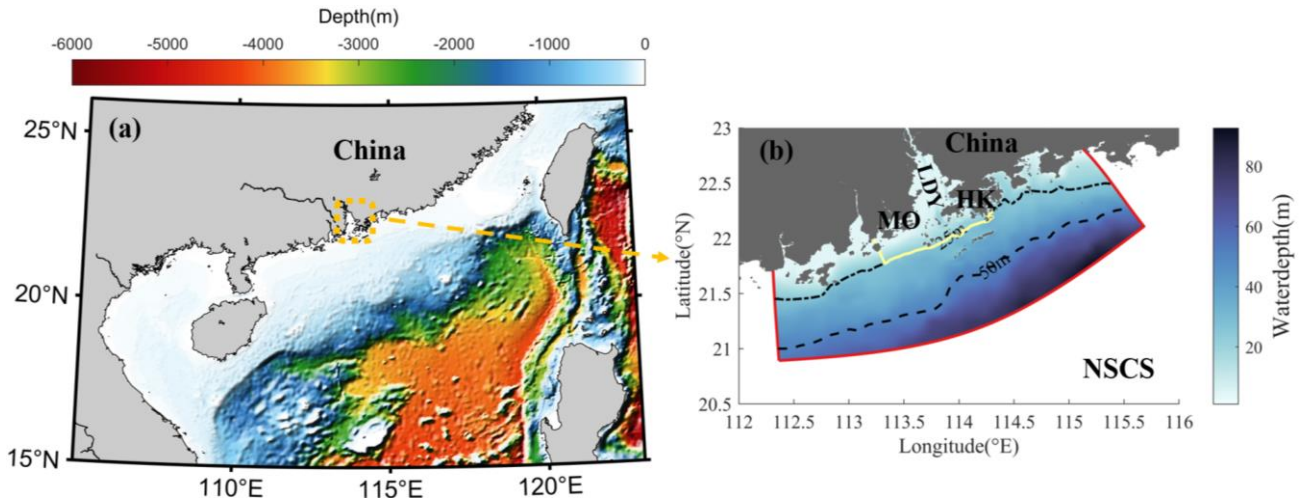 Depth(m)
-6000 -5000 -4000 -3000 -2000 -1000 0
25°N
20°N
15°N
110°E 115°E 120°E
(a)
China
(b)
China
LDY
HK
MO
50m
NSCS
23
22.5
22
21.5
21
20.5
Latitude(°N)
112 112.5 113 113.5 114 114.5 115 115.5 116
Longitude(°E)
80
60
40
20
Waterdepth(m)